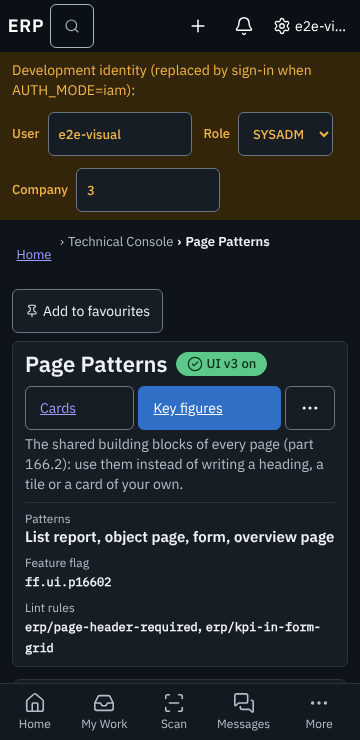 ERP
e2e-vi...
Development identity (replaced by sign-in when
AUTH_MODE=iam):
User e2e-visual Role SYSADM
Company 3
Home › Technical Console › Page Patterns
Add to favourites
Page Patterns UI v3 on
Cards Key figures ...
The shared building blocks of every page (part
166.2): use them instead of writing a heading, a
tile or a card of your own.
Patterns
List report, object page, form, overview page
Feature flag
ff.ui.p16602
Lint rules
erp/page-header-required, erp/kpi-in-form-
grid
Home My Work Scan Messages More